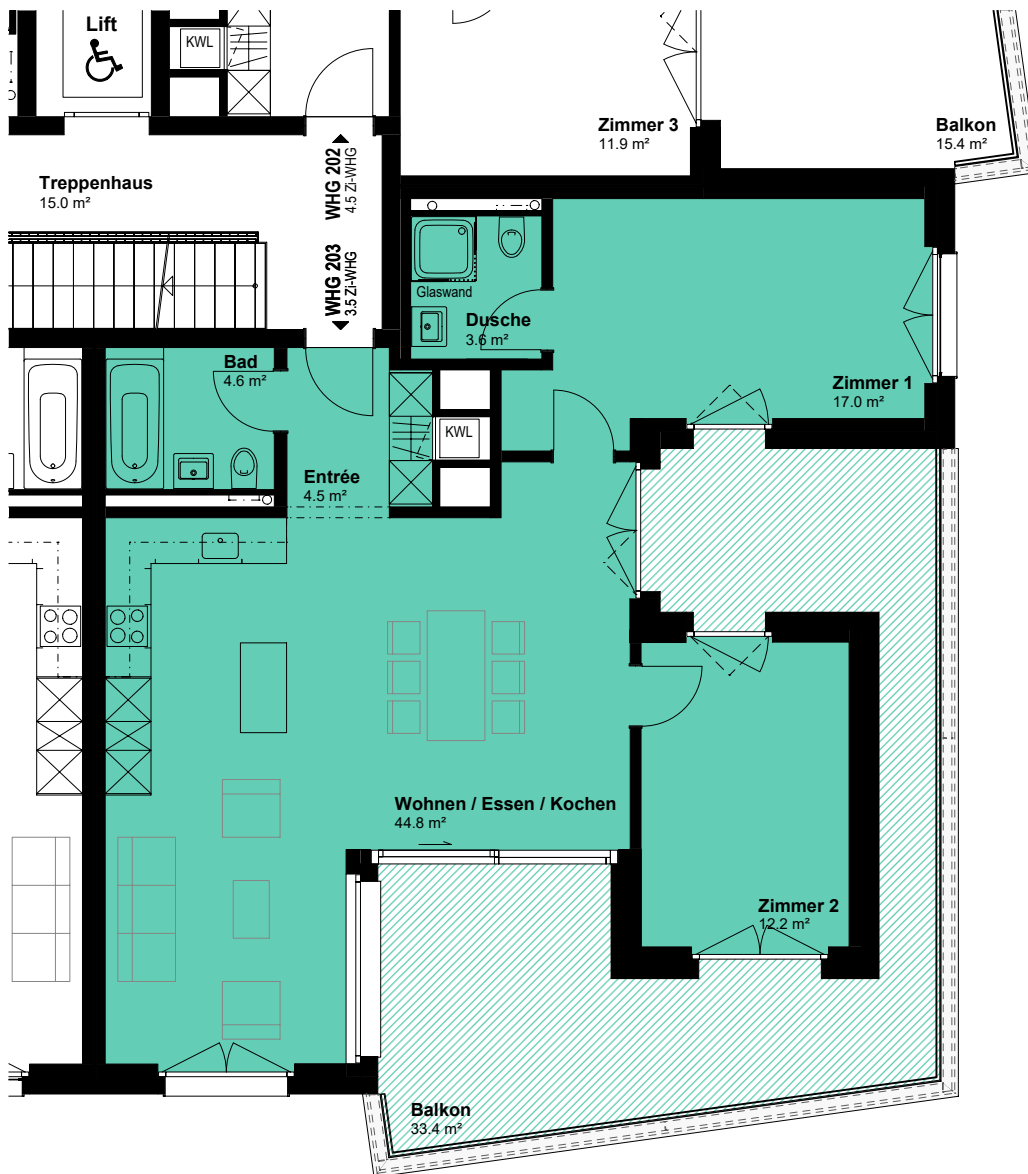 Lift
KWL
Zimmer 3
11.9 m²
Balkon
15.4 m²
Treppenhaus
15.0 m²
WHG 202
4.5 Zi-WHG
WHG 203
3.5 Zi-WHG
Glaswand
Dusche
3.6 m²
Bad
4.6 m²
Zimmer 1
17.0 m²
KWL
Entrée
4.5 m²
Wohnen / Essen / Kochen
44.8 m²
Zimmer 2
12.2 m²
Balkon
33.4 m²